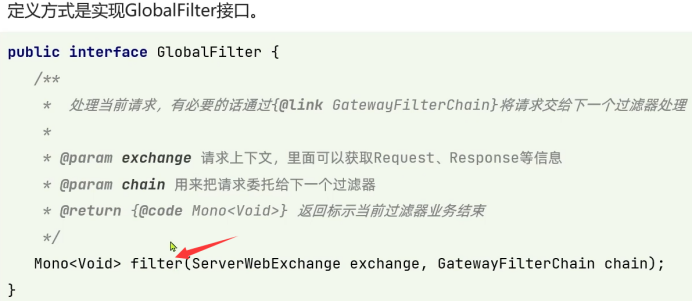 定义方式是实现GlobalFilter接口。
public interface GlobalFilter {
/**
* 处理当前请求，有必要的话通过{@link GatewayFilterChain}将请求交给下一个过滤器处理
*
* @param exchange 请求上下文，里面可以获取Request、Response等信息
* @param chain 用来把请求委托给下一个过滤器
* @return {@code Mono<Void>} 返回标示当前过滤器业务结束
*/
Mono<Void> filter(ServerWebExchange exchange, GatewayFilterChain chain);
}